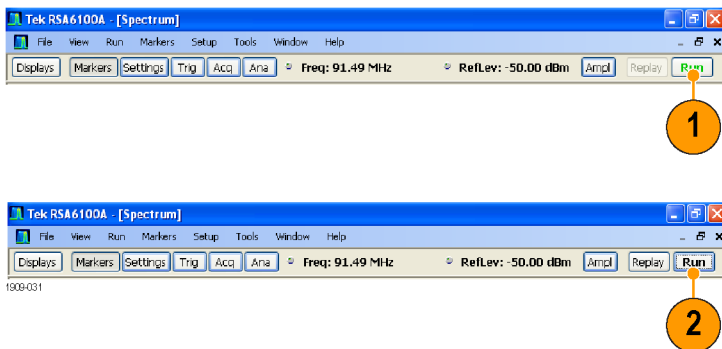 Tek RSA6100A - [Spectrum]
File View Run Markers Setup Tools Window Help
Displays Markers Settings Trig Acq Ana Freq: 91.49 MHz RefLev: -50.00 dBm Ampl Replay Run
1
Tek RSA6100A - [Spectrum]
File View Run Markers Setup Tools Window Help
Displays Markers Settings Trig Acq Ana Freq: 91.49 MHz RefLev: -50.00 dBm Ampl Replay Run
1909-031
2